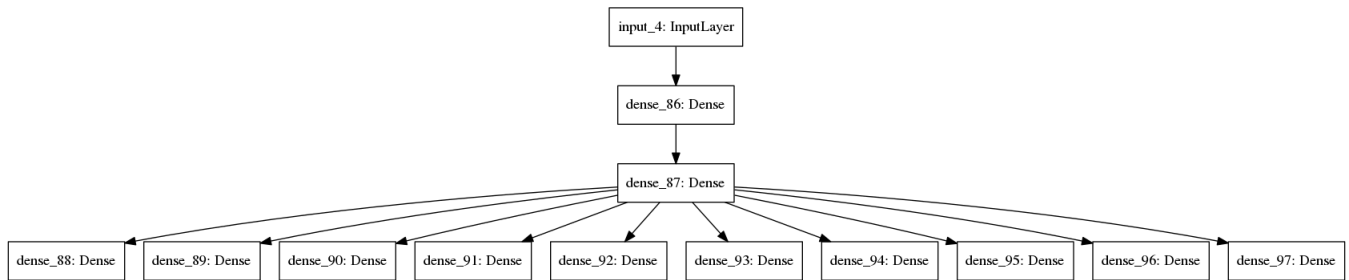 input_4: InputLayer
dense_86: Dense
dense_87: Dense
dense_88: Dense
dense_89: Dense
dense_90: Dense
dense_91: Dense
dense_92: Dense
dense_93: Dense
dense_94: Dense
dense_95: Dense
dense_96: Dense
dense_97: Dense